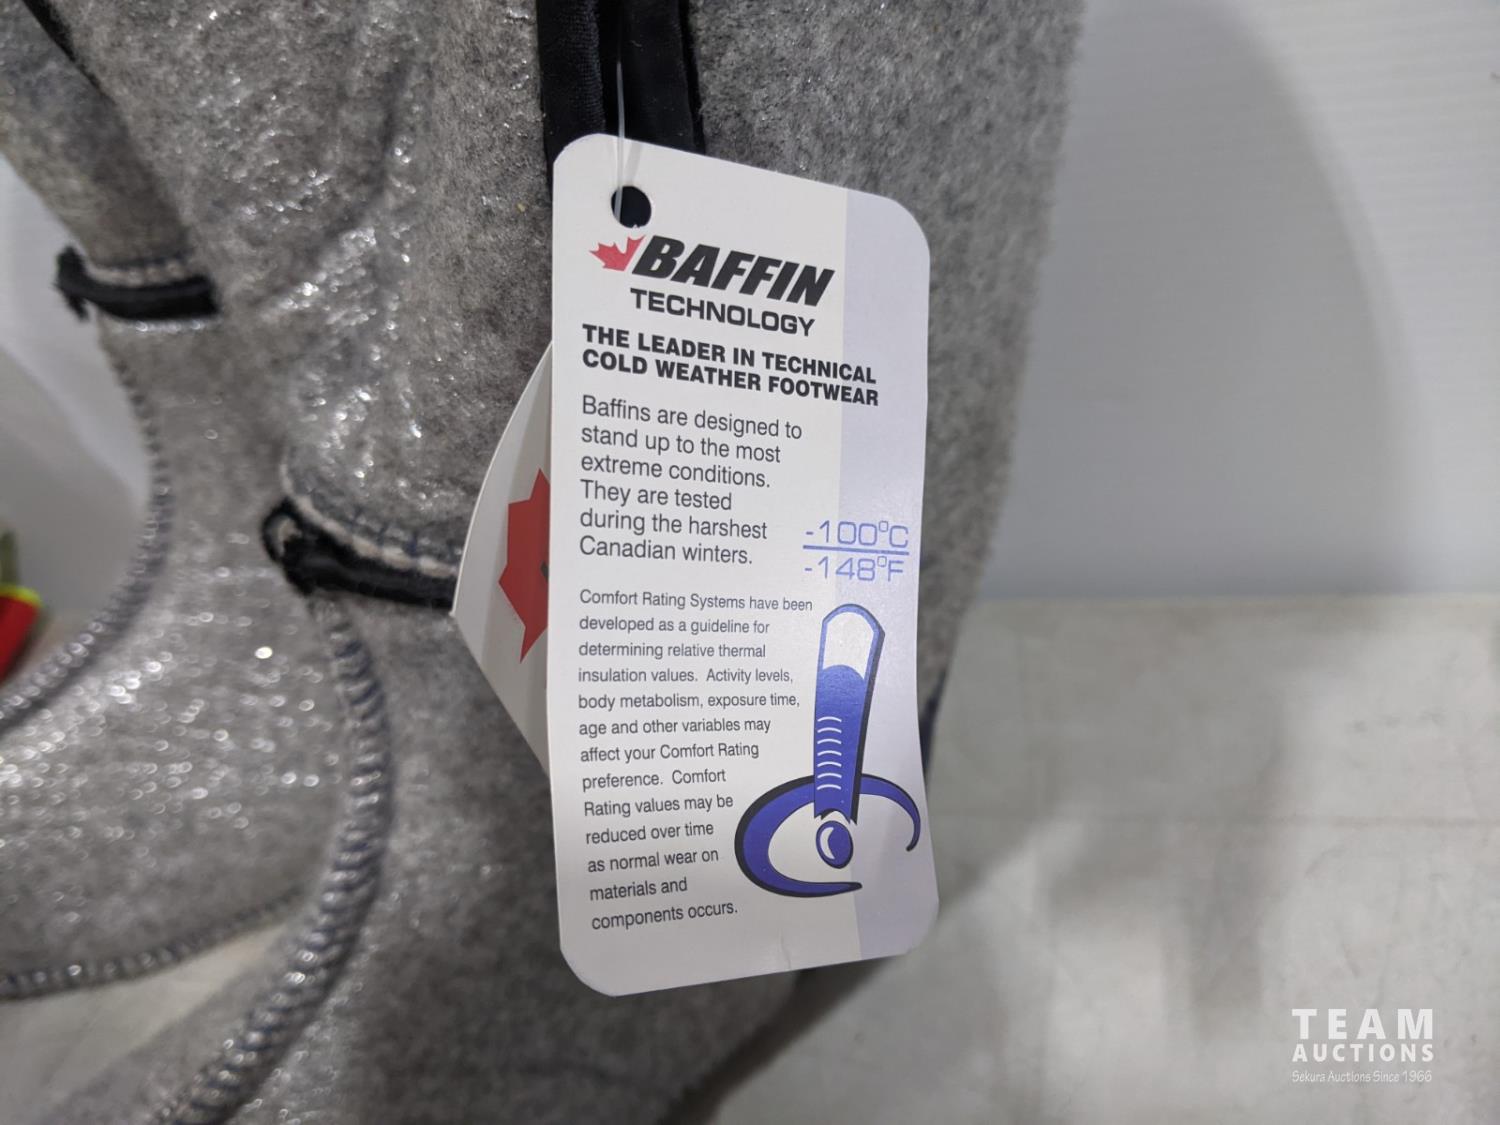 BAFFIN
TECHNOLOGY
THE LEADER IN TECHNICAL
COLD WEATHER FOOTWEAR
Baffins are designed to
stand up to the most
extreme conditions.
They are tested
during the harshest
Canadian winters.
-100°C
-148°F
Comfort Rating Systems have been
developed as a guideline for
determining relative thermal
insulation values. Activity levels,
body metabolism, exposure time,
age and other variables may
affect your Comfort Rating
preference. Comfort
Rating values may be
reduced over time
as normal wear on
materials and
components occurs.
TEAM
AUCTIONS
Sekura Auctions Since 1966